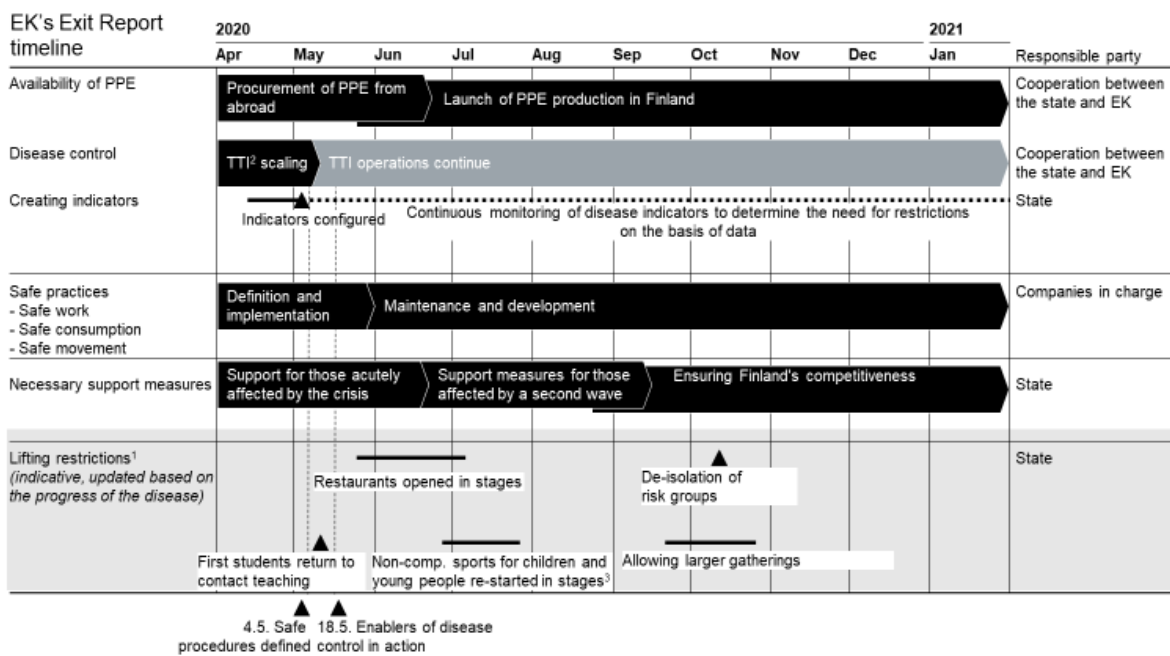 EK's Exit Report
timeline
2020
2021
Apr May Jun Jul Aug Sep Oct Nov Dec Jan Responsible party
Availability of PPE
Procurement of PPE from
abroad
Launch of PPE production in Finland
Cooperation between
the state and EK
Disease control
TTI² scaling
TTI operations continue
Cooperation between
the state and EK
Creating indicators
Indicators configured
Continuous monitoring of disease indicators to determine the need for restrictions
on the basis of data
State
Safe practices
- Safe work
- Safe consumption
- Safe movement
Definition and
implementation
Maintenance and development
Companies in charge
Necessary support measures
Support for those acutely
affected by the crisis
Support measures for those
affected by a second wave
Ensuring Finland's competitiveness
State
Lifting restrictions¹
(indicative, updated based on
the progress of the disease)
Restaurants opened in stages
De-isolation of
risk groups
State
First students return to
contact teaching
Non-comp. sports for children and
young people re-started in stages³
Allowing larger gatherings
4.5. Safe
procedures defined
18.5. Enablers of disease
control in action